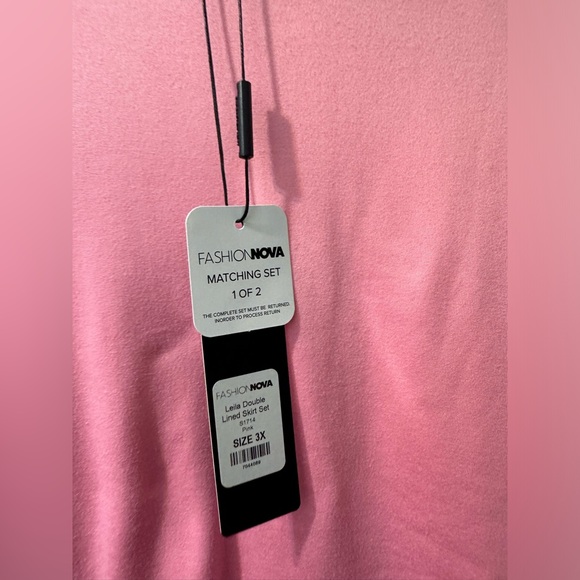 FASHIONNOVA
MATCHING SET
1 OF 2
THE COMPLETE SET MUST BE RETURNED
INORDER TO PROCESS RETURN
FASHIONNOVA
Leila Double
Lined Skirt Set
S1714
Pink
SIZE 3X